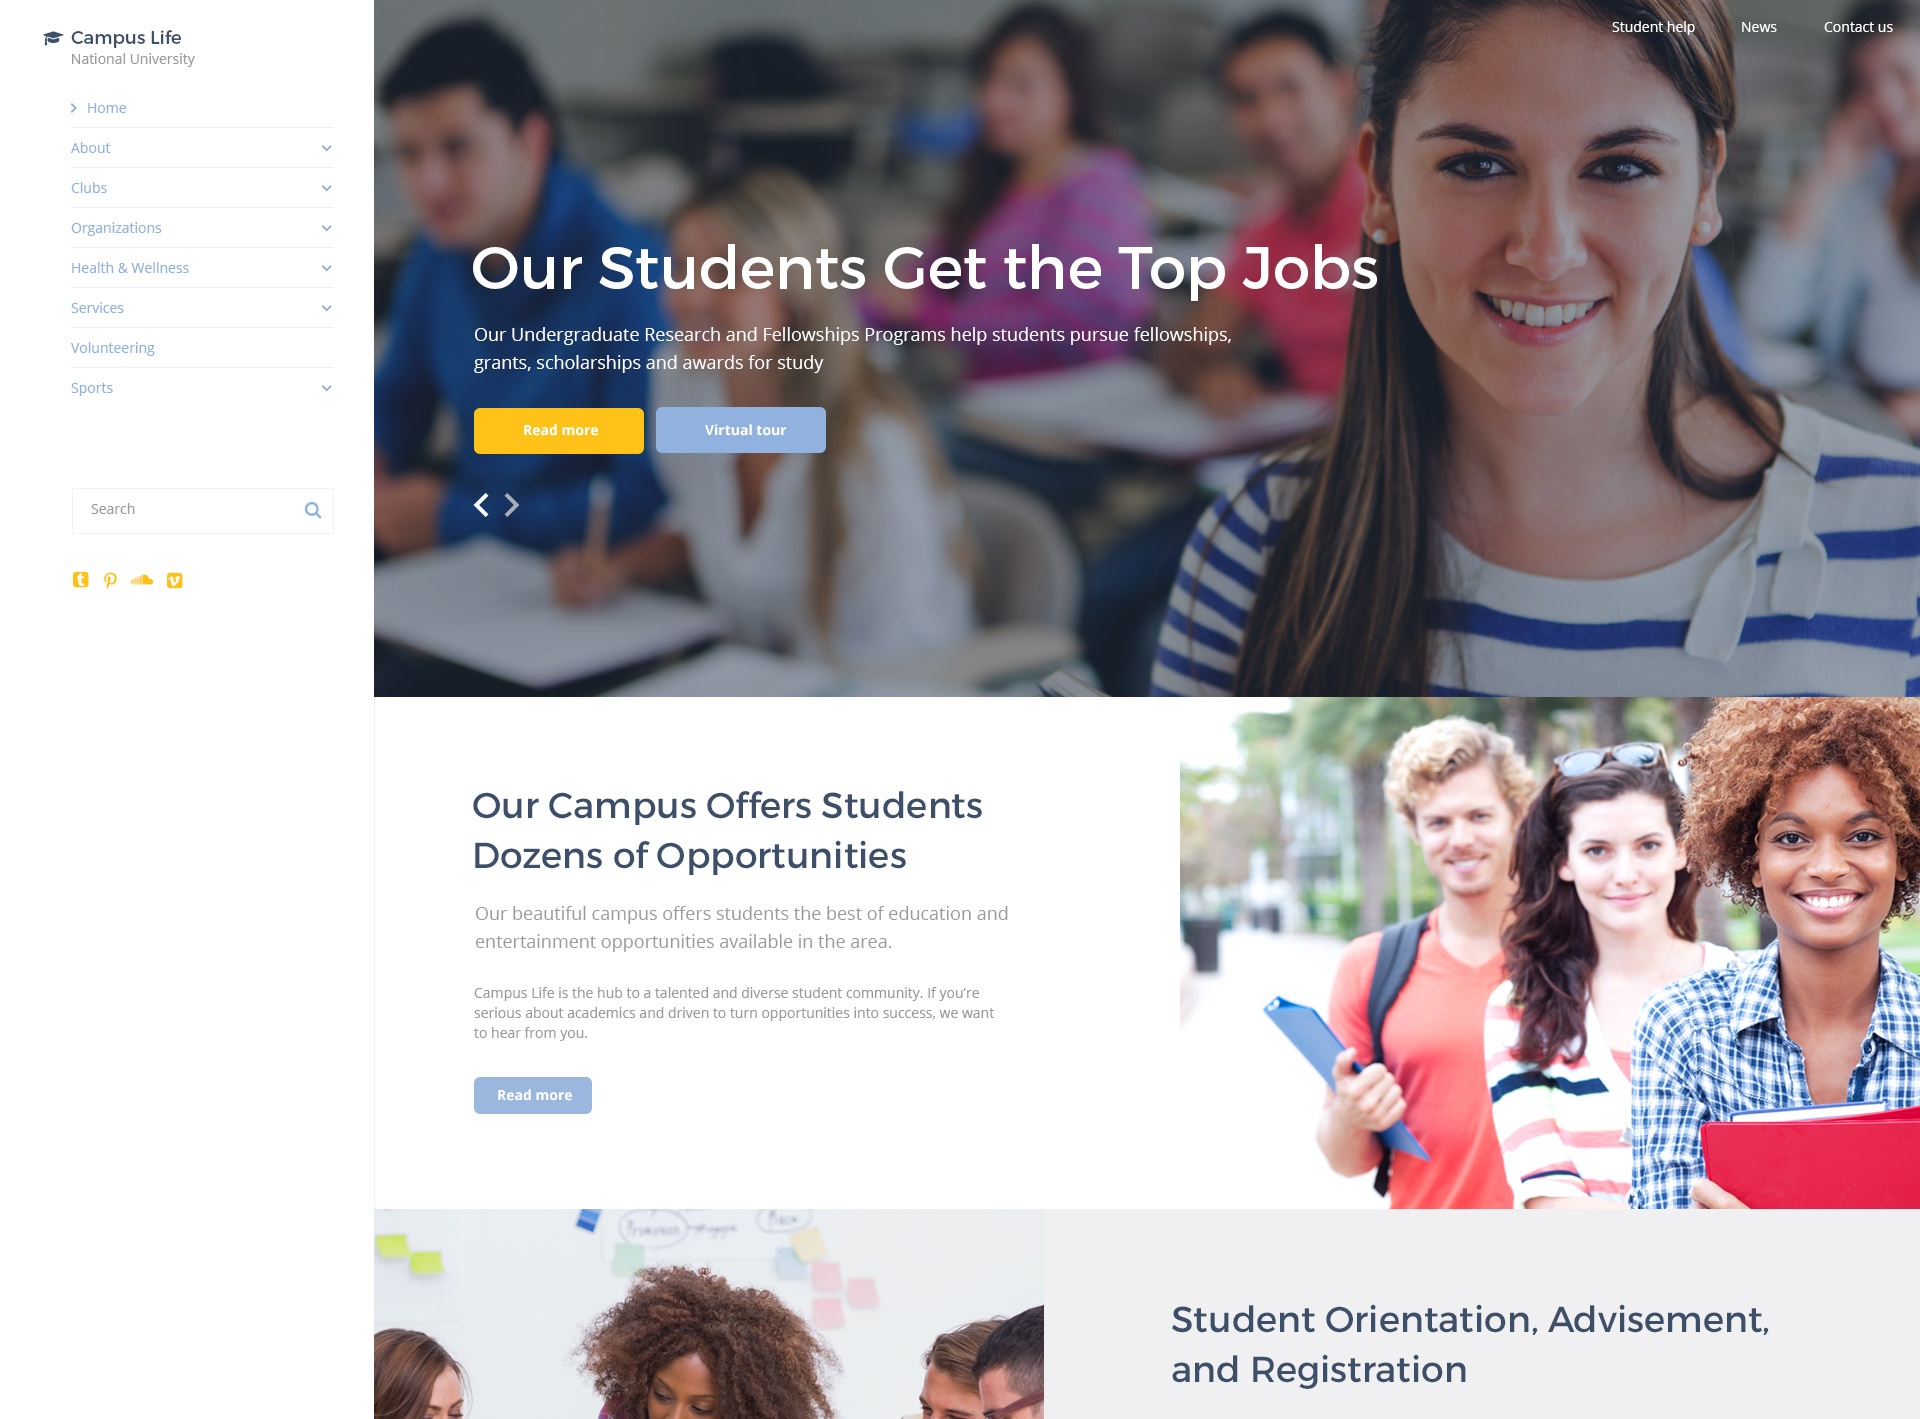 Campus Life
National University
Home
About
Clubs
Organizations
Health & Wellness
Services
Volunteering
Sports
Search
Student help
News
Contact us
Our Students Get the Top Jobs
Our Undergraduate Research and Fellowships Programs help students pursue fellowships,
grants, scholarships and awards for study
Read more
Virtual tour
Our Campus Offers Students
Dozens of Opportunities
Our beautiful campus offers students the best of education and
entertainment opportunities available in the area.
Campus Life is the hub to a talented and diverse student community. If you’re
serious about academics and driven to turn opportunities into success, we want
to hear from you.
Read more
Student Orientation, Advisement,
and Registration